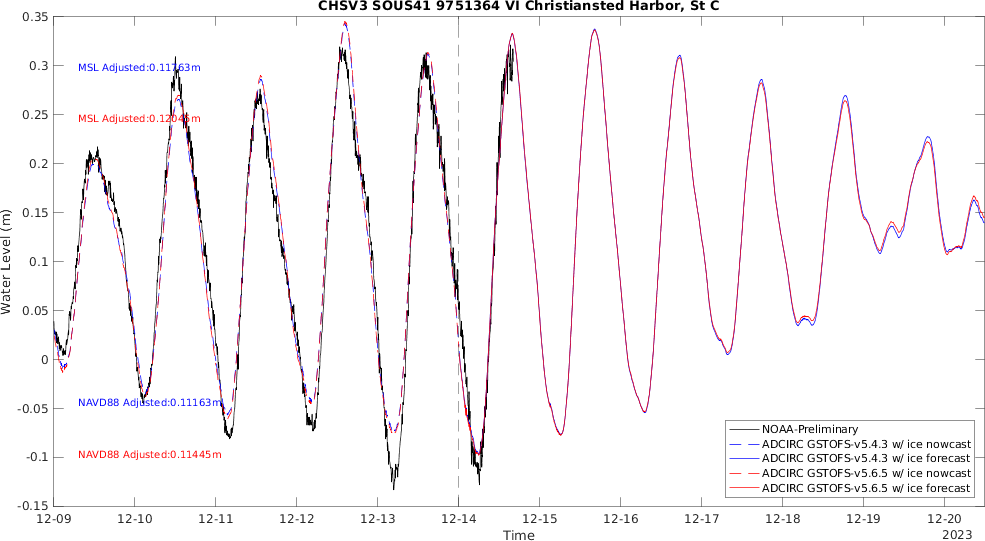 CHSV3 SOUS41 9751364 VI Christiansted Harbor, St C
0.35
0.3
0.25
0.2
0.15
0.1
0.05
0
-0.05
-0.1
-0.15
Water Level (m)
MSL Adjusted:0.11763m
MSL Adjusted:0.12045m
NAVD88 Adjusted:0.11163m
NAVD88 Adjusted:0.11445m
NOAA-Preliminary
ADCIRC GSTOFS-v5.4.3 w/ ice nowcast
ADCIRC GSTOFS-v5.4.3 w/ ice forecast
ADCIRC GSTOFS-v5.6.5 w/ ice nowcast
ADCIRC GSTOFS-v5.6.5 w/ ice forecast
12-09 12-10 12-11 12-12 12-13 12-14 12-15 12-16 12-17 12-18 12-19 12-20
Time
2023